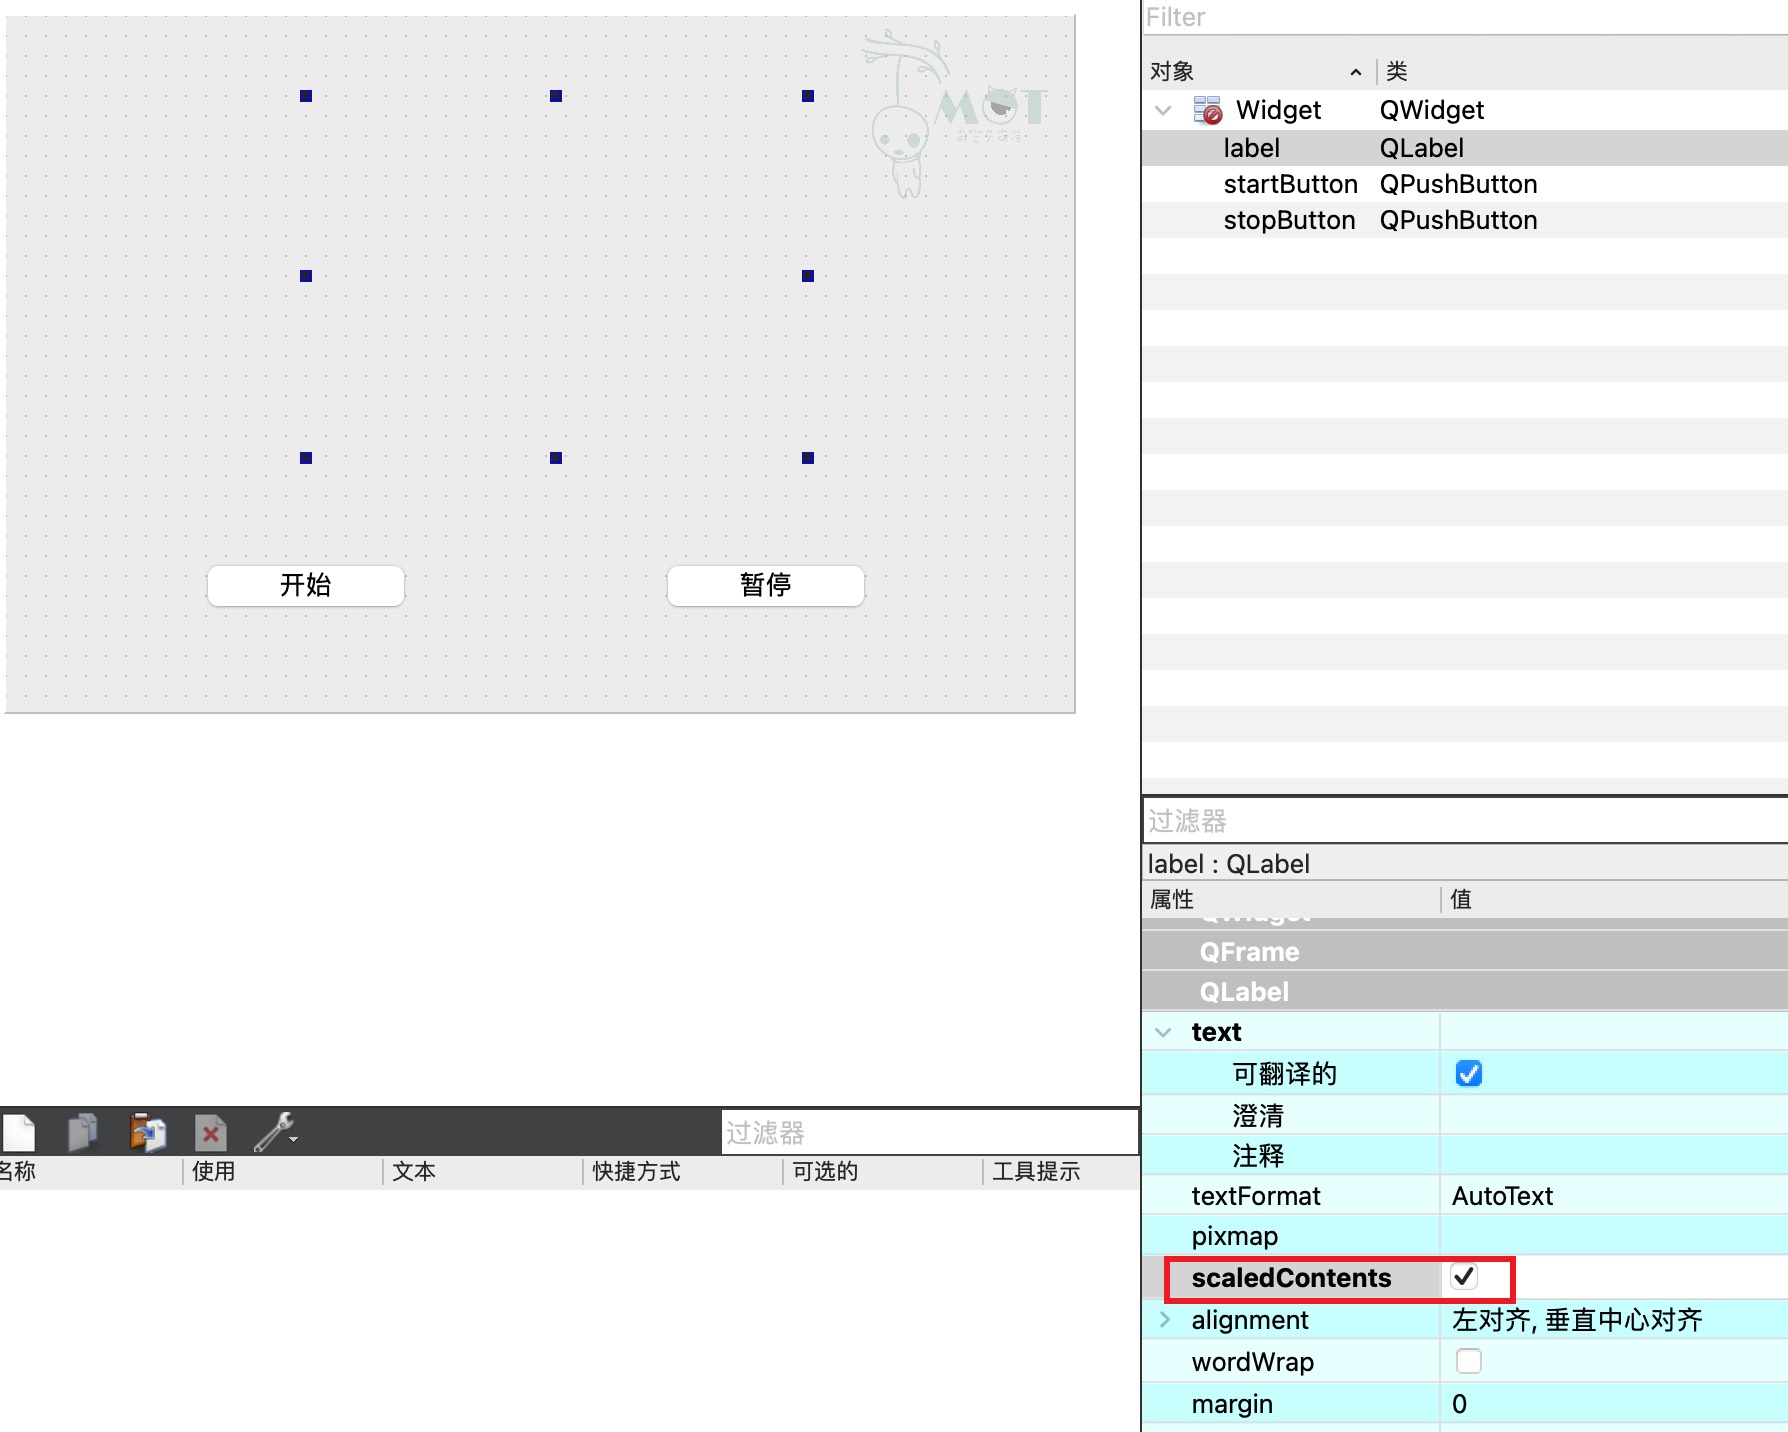 MOT
开始
暂停
Filter
对象 类
Widget QWidget
label QLabel
startButton QPushButton
stopButton QPushButton
过滤器
label : QLabel
属性 值
QWidget
QFrame
QLabel
text
可翻译的
澄清
注释
textFormat AutoText
pixmap
scaledContents
alignment 左对齐, 垂直中心对齐
wordWrap
margin 0
过滤器
名称 使用 文本 快捷方式 可选的 工具提示